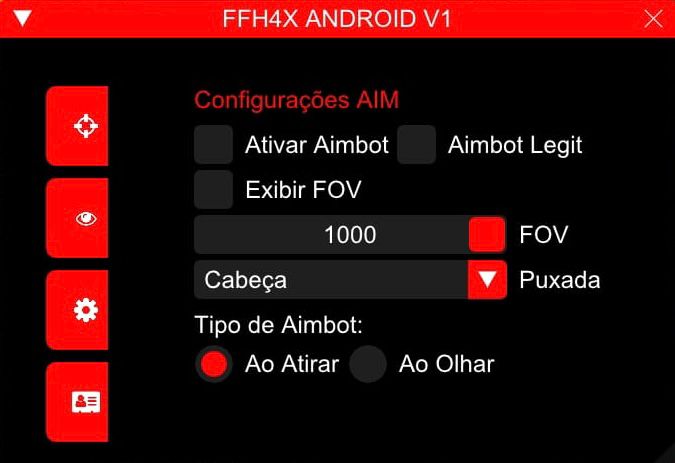 FFH4X ANDROID V1
Configurações AIM
Ativar Aimbot Aimbot Legit
Exibir FOV
1000 FOV
Cabeça Puxada
Tipo de Aimbot:
Ao Atirar Ao Olhar